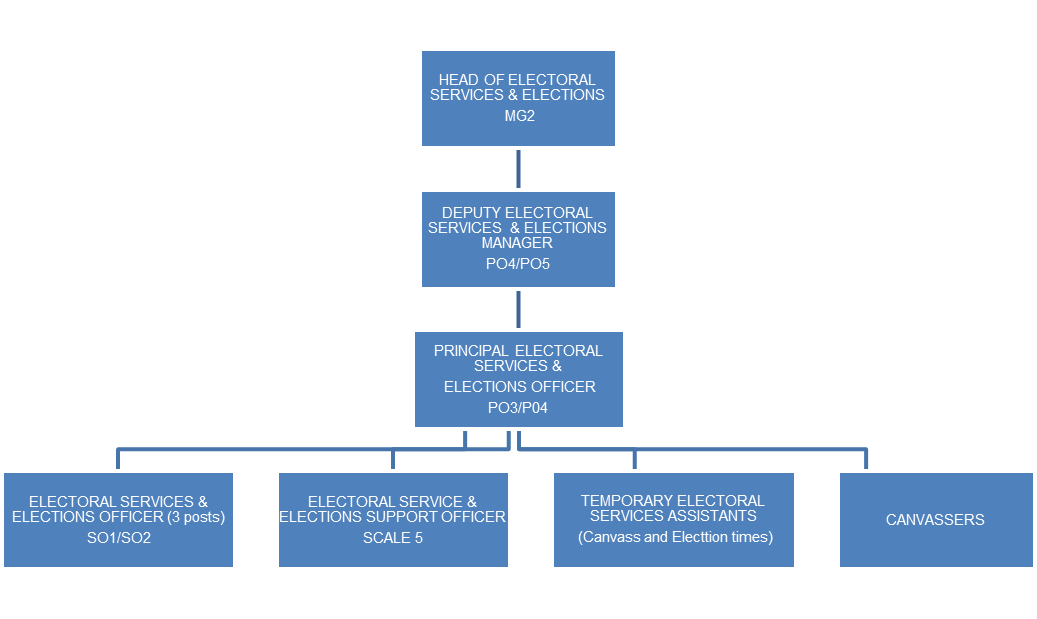 HEAD OF ELECTORAL
SERVICES & ELECTIONS
MG2
DEPUTY ELECTORAL
SERVICES & ELECTIONS
MANAGER
PO4/PO5
PRINCIPAL ELECTORAL
SERVICES &
ELECTIONS OFFICER
PO3/P04
ELECTORAL SERVICES &
ELECTIONS OFFICER (3 posts)
SO1/SO2
ELECTORAL SERVICE &
ELECTIONS SUPPORT OFFICER
SCALE 5
TEMPORARY ELECTORAL
SERVICES ASSISTANTS
(Canvass and Electtion times)
CANVASSERS